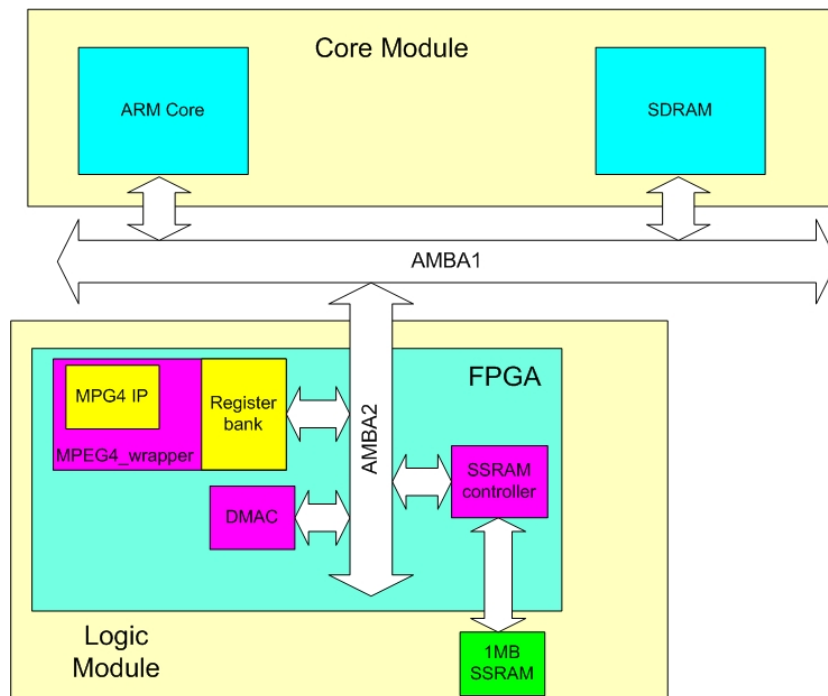 Core Module
ARM Core
SDRAM
AMBA1
FPGA
MPG4 IP
Register
bank
MPEG4_wrapper
AMBA2
SSRAM
controller
DMAC
Logic
Module
1MB
SSRAM